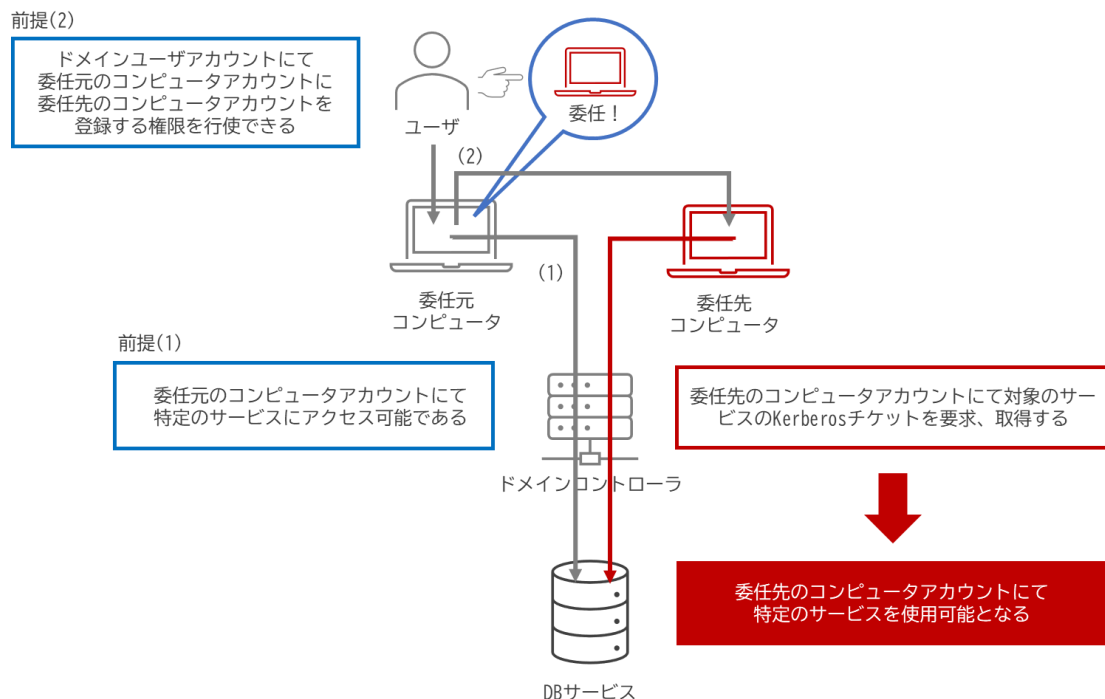 前提(2)
ドメインユーザアカウントにて
委任元のコンピュータアカウントに
委任先のコンピュータアカウントを
登録する権限を行使できる
ユーザ
委任！
(2)
(1)
委任元
コンピュータ
委任先
コンピュータ
前提(1)
委任元のコンピュータアカウントにて
特定のサービスにアクセス可能である
委任先のコンピュータアカウントにて対象のサー
ビスのKerberosチケットを要求、取得する
ドメインコントローラ
委任先のコンピュータアカウントにて
特定のサービスを使用可能となる
DBサービス